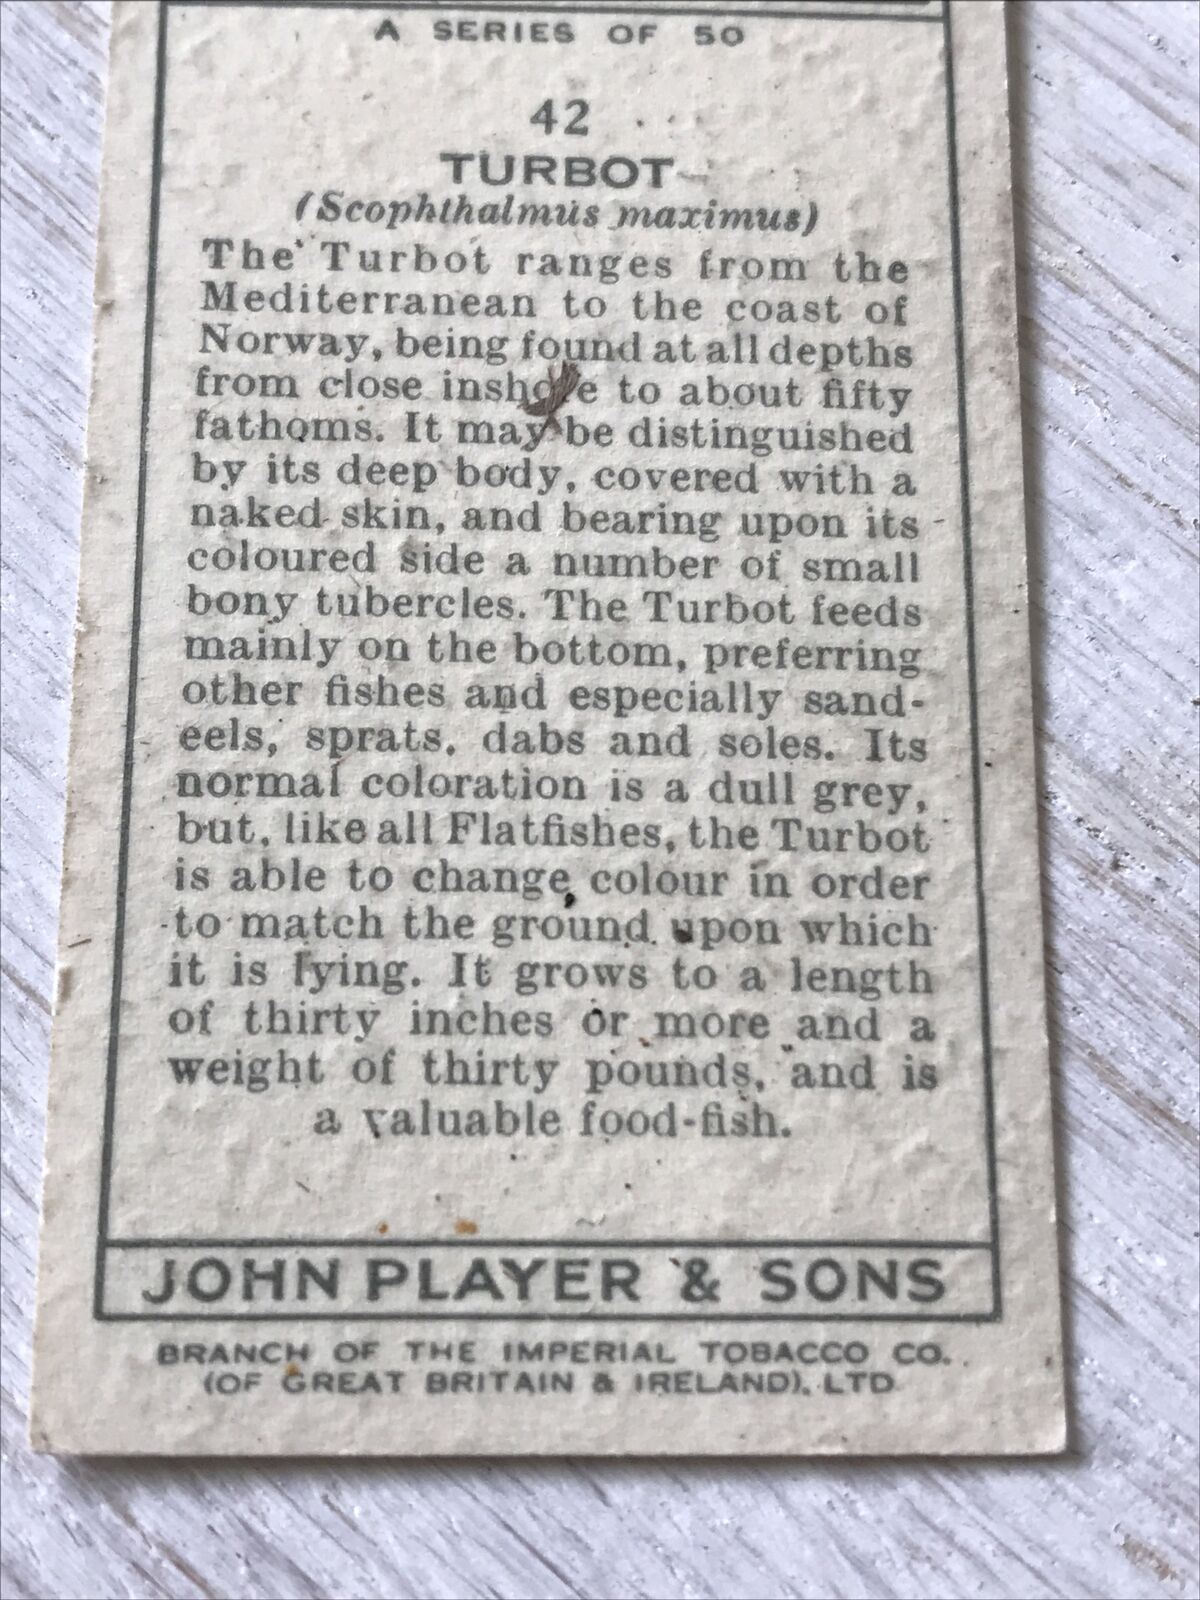 A SERIES OF 50
42
TURBOT
(Scophthalmus maximus)
The Turbot ranges from the
Mediterranean to the coast of
Norway, being found at all depths
from close inshore to about fifty
fathoms. It may be distinguished
by its deep body, covered with a
naked skin, and bearing upon its
coloured side a number of small
bony tubercles. The Turbot feeds
mainly on the bottom, preferring
other fishes and especially sand-
eels, sprats, dabs and soles. Its
normal coloration is a dull grey,
but, like all Flatfishes, the Turbot
is able to change colour in order
to match the ground upon which
it is lying. It grows to a length
of thirty inches or more and a
weight of thirty pounds, and is
a valuable food-fish.
JOHN PLAYER & SONS
BRANCH OF THE IMPERIAL TOBACCO CO.
(OF GREAT BRITAIN & IRELAND), LTD